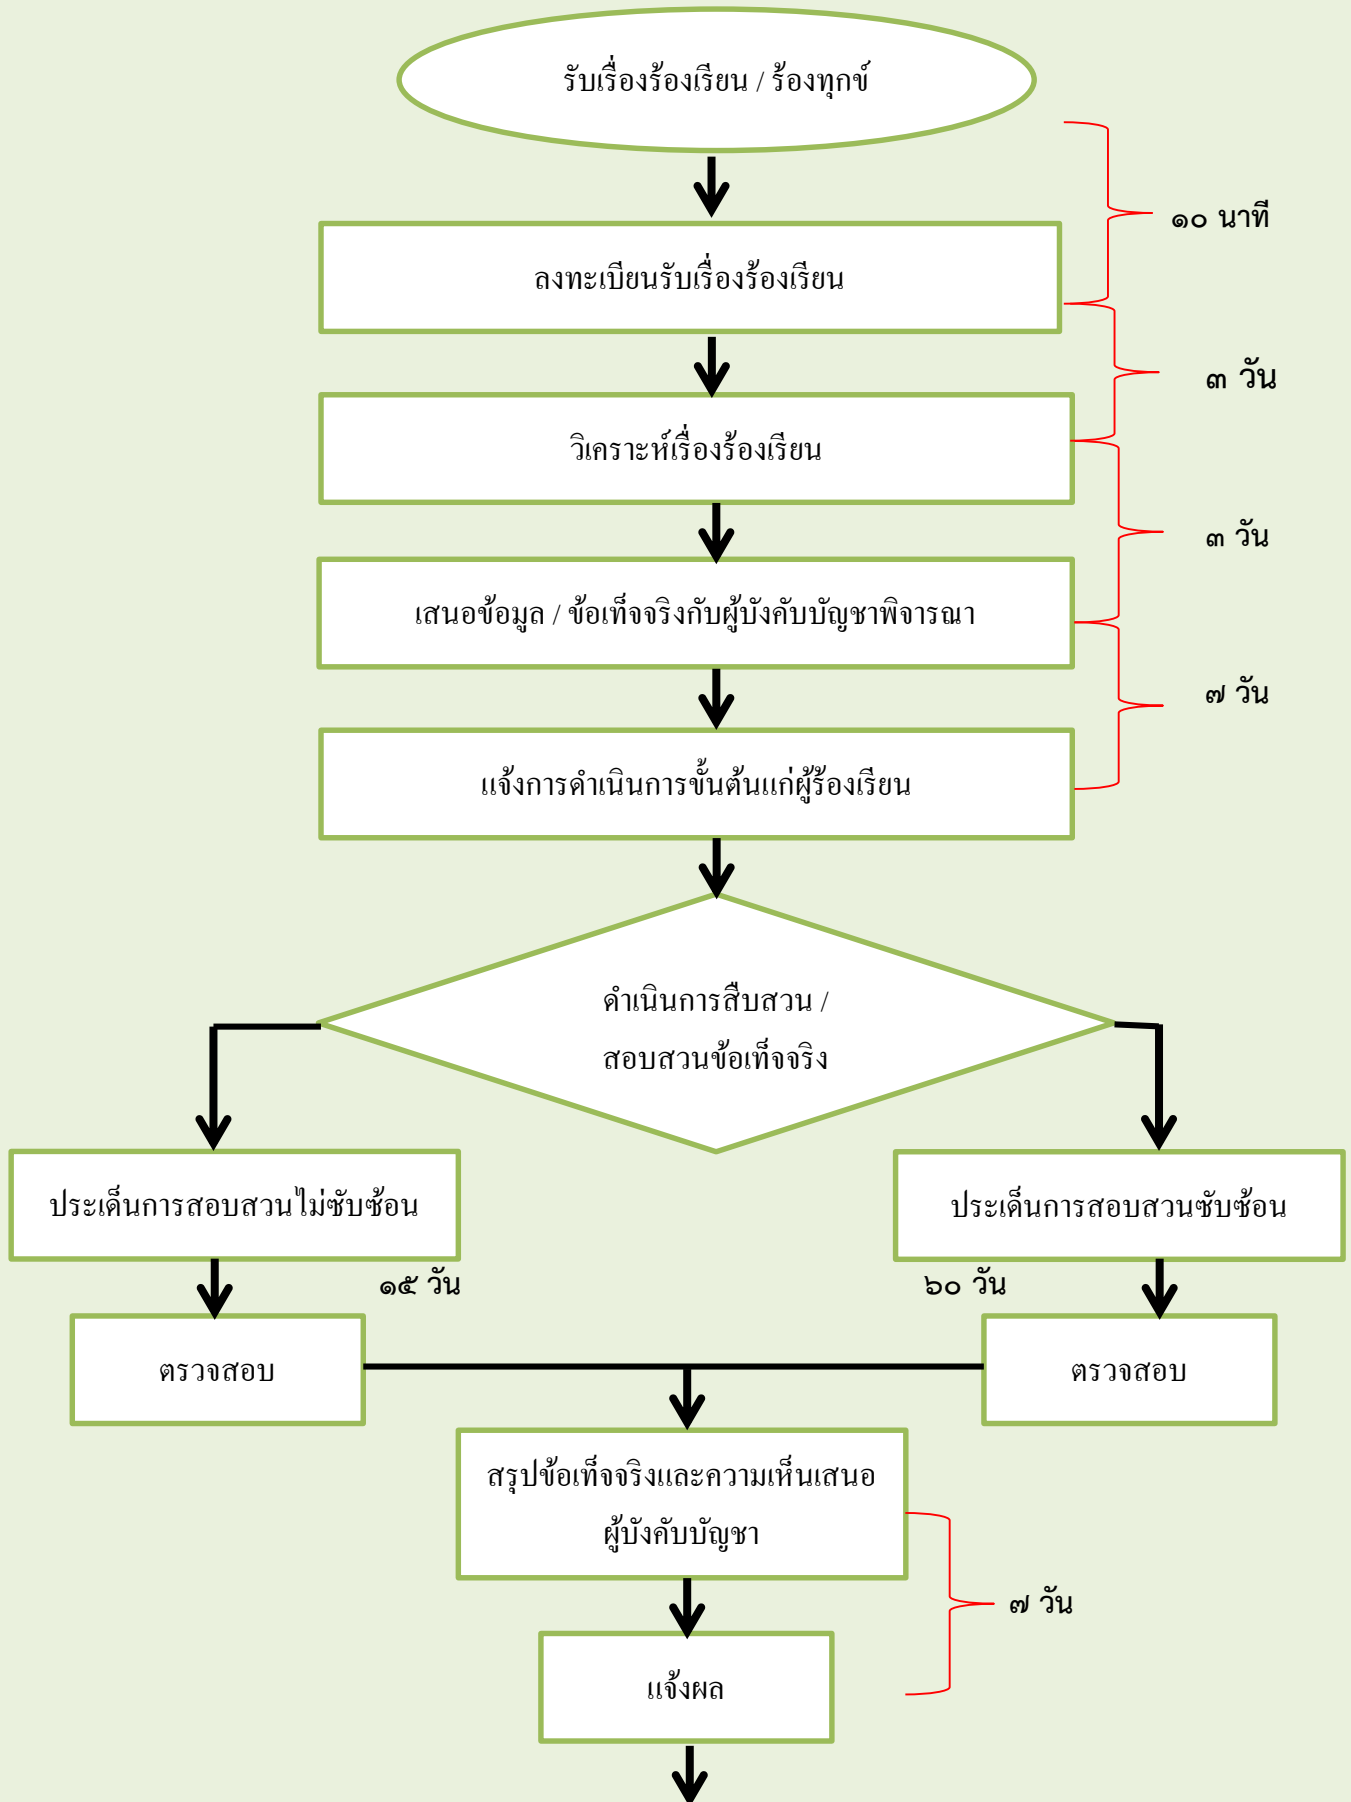 รับเรื่องร้องเรียน / ร้องทุกข์
๑๐ นาที
ลงทะเบียนรับเรื่องร้องเรียน
๓ วัน
วิเคราะห์เรื่องร้องเรียน
๓ วัน
เสนอข้อมูล / ข้อเท็จจริงกับผู้บังคับบัญชาพิจารณา
๗ วัน
แจ้งการดำเนินการขั้นต้นแก่ผู้ร้องเรียน
ดำเนินการสืบสวน /
สอบสวนข้อเท็จจริง
ประเด็นการสอบสวนไม่ซับซ้อน
ประเด็นการสอบสวนซับซ้อน
๑๕ วัน
๖๐ วัน
ตรวจสอบ
ตรวจสอบ
สรุปข้อเท็จจริงและความเห็นเสนอ
ผู้บังคับบัญชา
๗ วัน
แจ้งผล